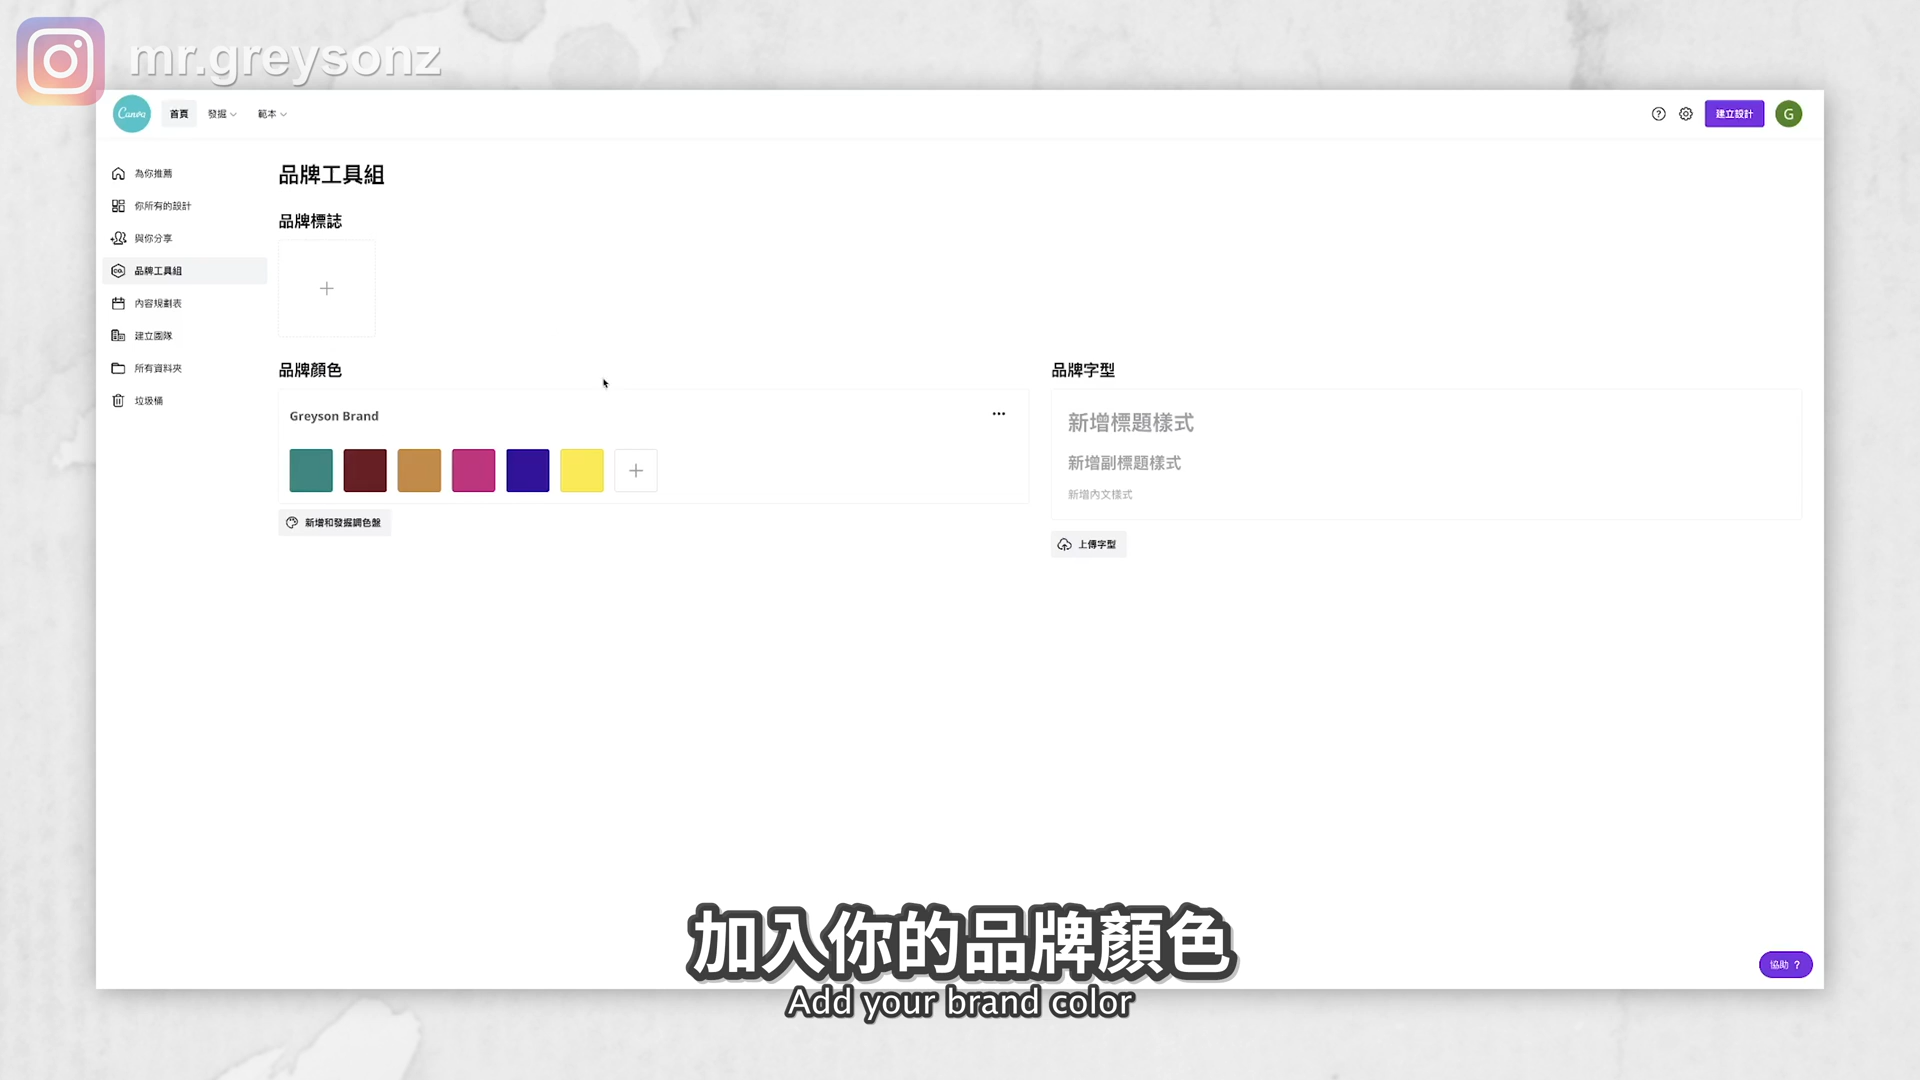 mr.greysonz
Canva 首頁 發掘 範本 建立設計 G
為你推薦
你所有的設計
與你分享
品牌工具組
內容規劃表
建立團隊
所有資料夾
垃圾桶
品牌工具組
品牌標誌
品牌顏色
Greyson Brand
新增和發掘調色盤
品牌字型
新增標題樣式
新增副標題樣式
新增內文樣式
上傳字型
協助 ?
加入你的品牌顏色
Add your brand color